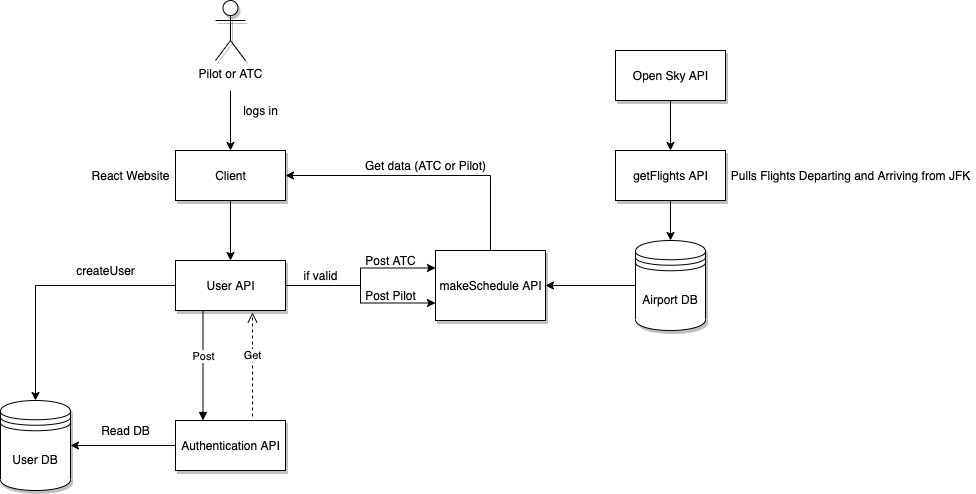 Pilot or ATC
logs in
Open Sky API
React Website
Client
Get data (ATC or Pilot)
getFlights API
Pulls Flights Departing and Arriving from JFK
createUser
User API
if valid
Post ATC
Post Pilot
makeSchedule API
Airport DB
Post
Get
Read DB
Authentication API
User DB